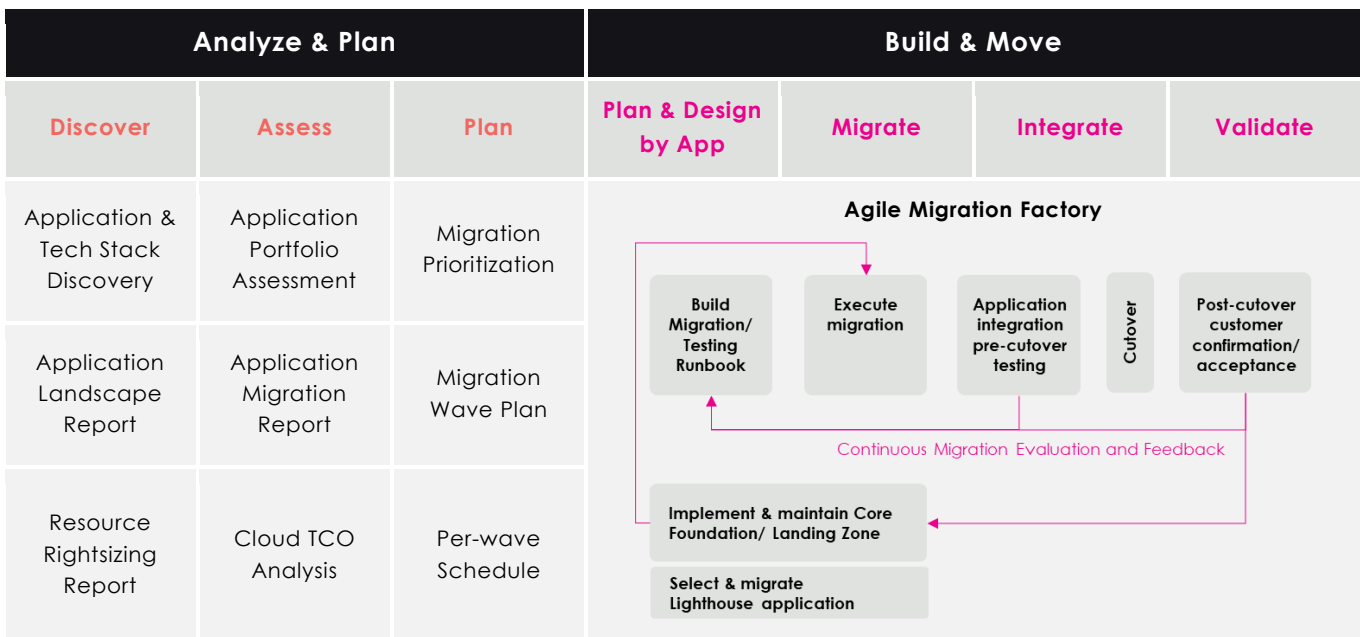 Analyze & Plan
Build & Move
Discover
Assess
Plan
Plan & Design
by App
Migrate
Integrate
Validate
Application &
Tech Stack
Discovery
Application
Portfolio
Assessment
Migration
Prioritization
Application
Landscape
Report
Application
Migration
Report
Migration
Wave Plan
Resource
Rightsizing
Report
Cloud TCO
Analysis
Per-wave
Schedule
Agile Migration Factory
Build
Migration/
Testing
Runbook
Execute
migration
Application
integration
pre-cutover
testing
Cutover
Post-cutover
customer
confirmation/
acceptance
Continuous Migration Evaluation and Feedback
Implement & maintain Core
Foundation/ Landing Zone
Select & migrate
Lighthouse application